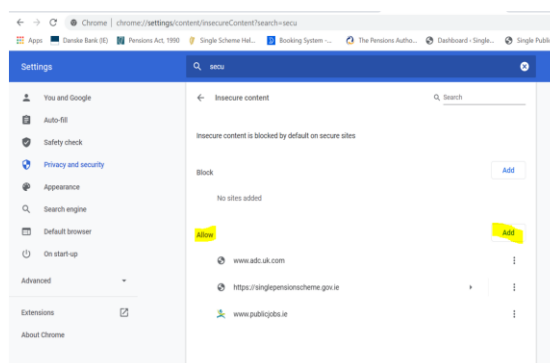 Chrome | chrome://settings/content/insecureContent?search=secu
Apps Danske Bank (IE) Pensions Act, 1990 Single Scheme Hel... Booking System -... The Pensions Autho... Dashboard ‹ Single... Single Publi
Settings
secu
You and Google
Auto-fill
Safety check
Privacy and security
Appearance
Search engine
Default browser
On start-up
Advanced
Extensions
About Chrome
Insecure content
Search
Insecure content is blocked by default on secure sites
Block
Add
No sites added
Allow
Add
www.adc.uk.com
https://singlepensionscheme.gov.ie
www.publicjobs.ie